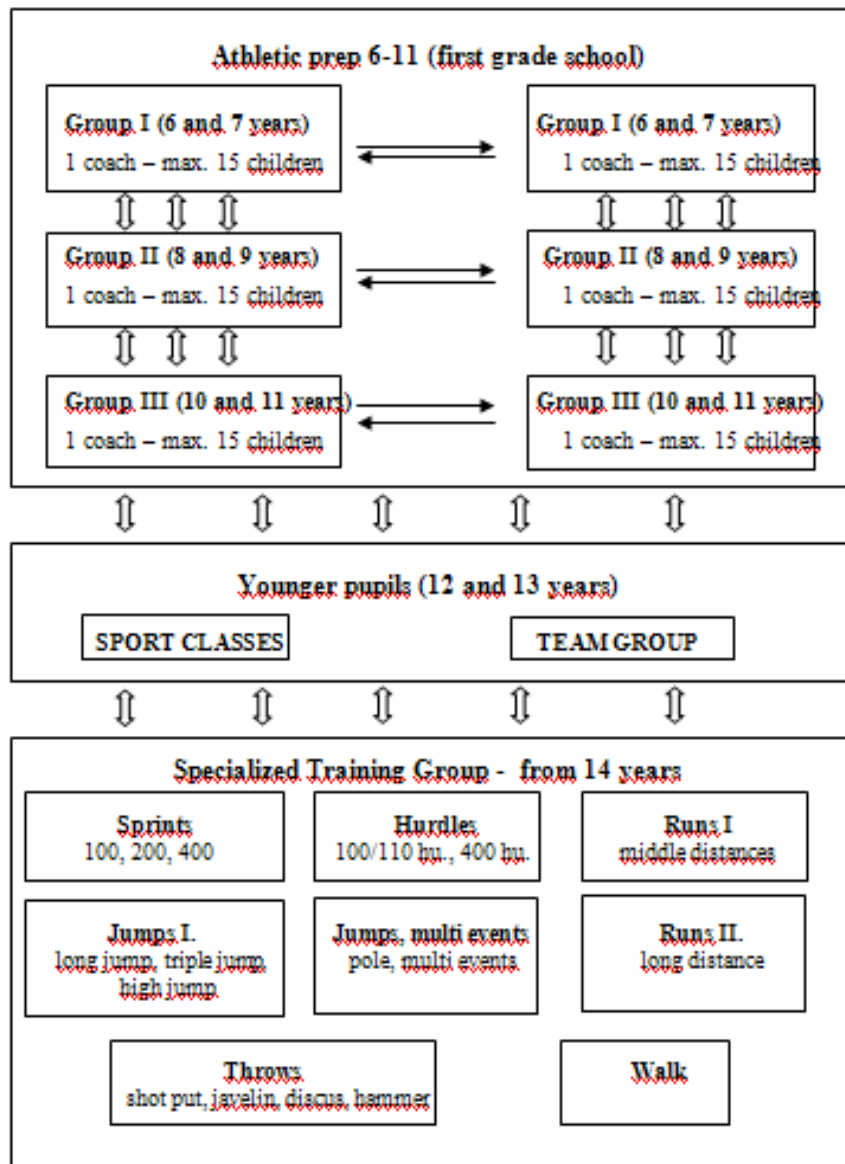 Athletic prep 6-11 (first grade school)
Group I (6 and 7 years)
1 coach – max. 15 children
Group I (6 and 7 years)
1 coach – max. 15 children
Group II (8 and 9 years)
1 coach – max. 15 children
Group II (8 and 9 years)
1 coach – max. 15 children
Group III (10 and 11 years)
1 coach – max. 15 children
Group III (10 and 11 years)
1 coach – max. 15 children
Younger pupils (12 and 13 years)
SPORT CLASSES
TEAM GROUP
Specialized Training Group - from 14 years
Sprints
100, 200, 400
Hurdles
100/110 hu., 400 hu.
Runs I
middle distances
Jumps I.
long jump, triple jump,
high jump
Jumps, multi events
pole, multi events
Runs II.
long distance
Throws
shot put, javelin, discus, hammer
Walk